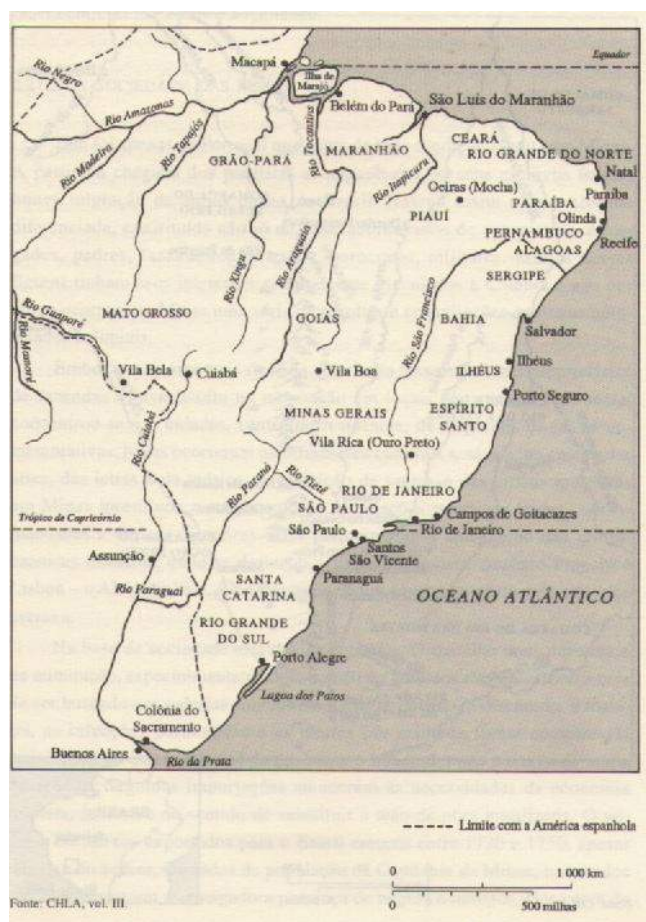 Equador
Macapá
Ilha de
Marajó
Rio Negro
Belém do Pará
São Luís do Maranhão
Rio Amazonas
Rio Tapajós
Rio Madeira
GRÃO-PARÁ
Rio Tocantins
MARANHÃO
CEARÁ
RIO GRANDE DO NORTE
Rio Itapicuru
Natal
Oeiras (Mocha)
PARAÍBA
Paraíba
PIAUÍ
Olinda
PERNAMBUCO
Recife
ALAGOAS
Rio Xingu
Rio Araguaia
SERGIPE
Rio Guaporé
MATO GROSSO
GOIÁS
Rio São Francisco
BAHIA
Salvador
Rio Mamoré
Vila Bela
Cuiabá
Vila Boa
ILHÉUS
Ilhéus
Porto Seguro
MINAS GERAIS
ESPÍRITO
SANTO
Rio Cuiabá
Vila Rica (Ouro Preto)
Rio Paraná
Rio Tietê
RIO DE JANEIRO
SÃO PAULO
Campos de Goitacazes
Trópico de Capricórnio
São Paulo
Rio de Janeiro
Santos
São Vicente
Assunção
Paranaguá
Rio Paraguai
SANTA
CATARINA
OCEANO ATLÂNTICO
RIO GRANDE
DO SUL
Porto Alegre
Lagoa dos Patos
Colônia do
Sacramento
Buenos Aires
Rio da Prata
Limite com a América espanhola
0 1 000 km
0 500 milhas
Fonte: CHLA, vol. III.